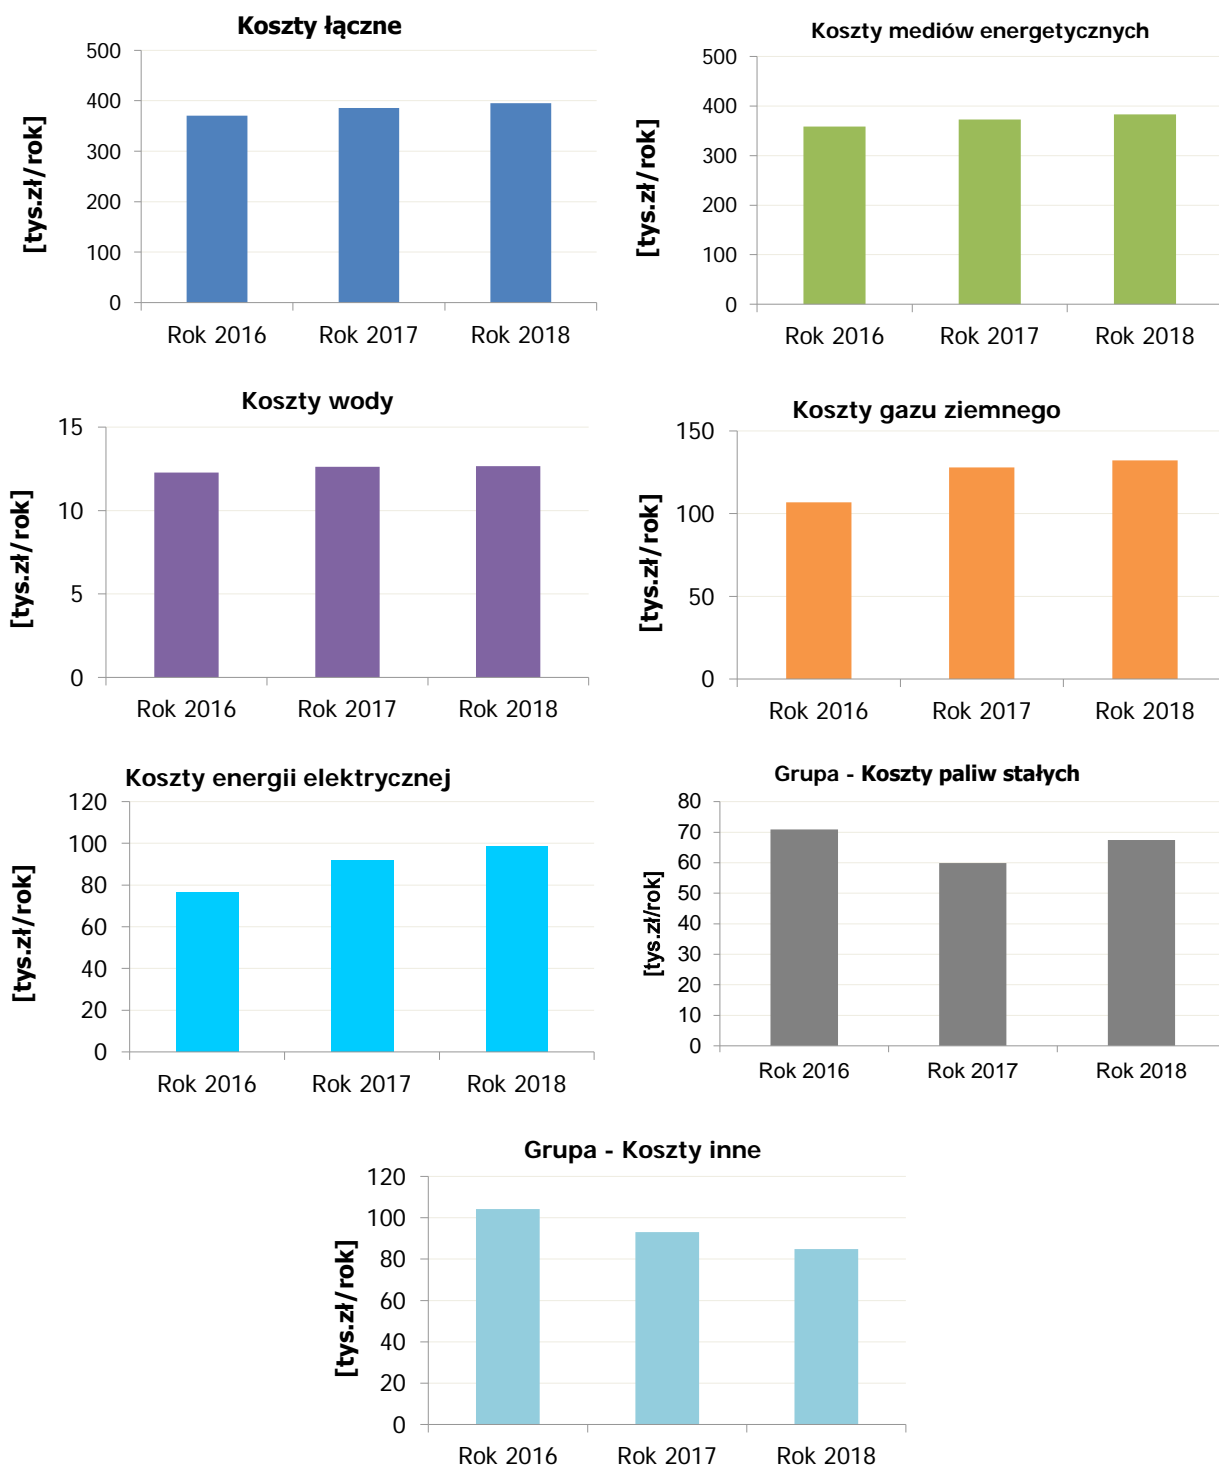 Koszty łączne
500
400
300
200
100
0
[tys.zł/rok]
Rok 2016 Rok 2017 Rok 2018
Koszty mediów energetycznych
500
400
300
200
100
0
[tys.zł/rok]
Rok 2016 Rok 2017 Rok 2018
Koszty wody
15
10
5
0
[tys.zł/rok]
Rok 2016 Rok 2017 Rok 2018
Koszty gazu ziemnego
150
100
50
0
[tys.zł/rok]
Rok 2016 Rok 2017 Rok 2018
Koszty energii elektrycznej
120
100
80
60
40
20
0
[tys.zł/rok]
Rok 2016 Rok 2017 Rok 2018
Grupa - Koszty paliw stałych
80
70
60
50
40
30
20
10
0
[tys.zł/rok]
Rok 2016 Rok 2017 Rok 2018
Grupa - Koszty inne
120
100
80
60
40
20
0
[tys.zł/rok]
Rok 2016 Rok 2017 Rok 2018